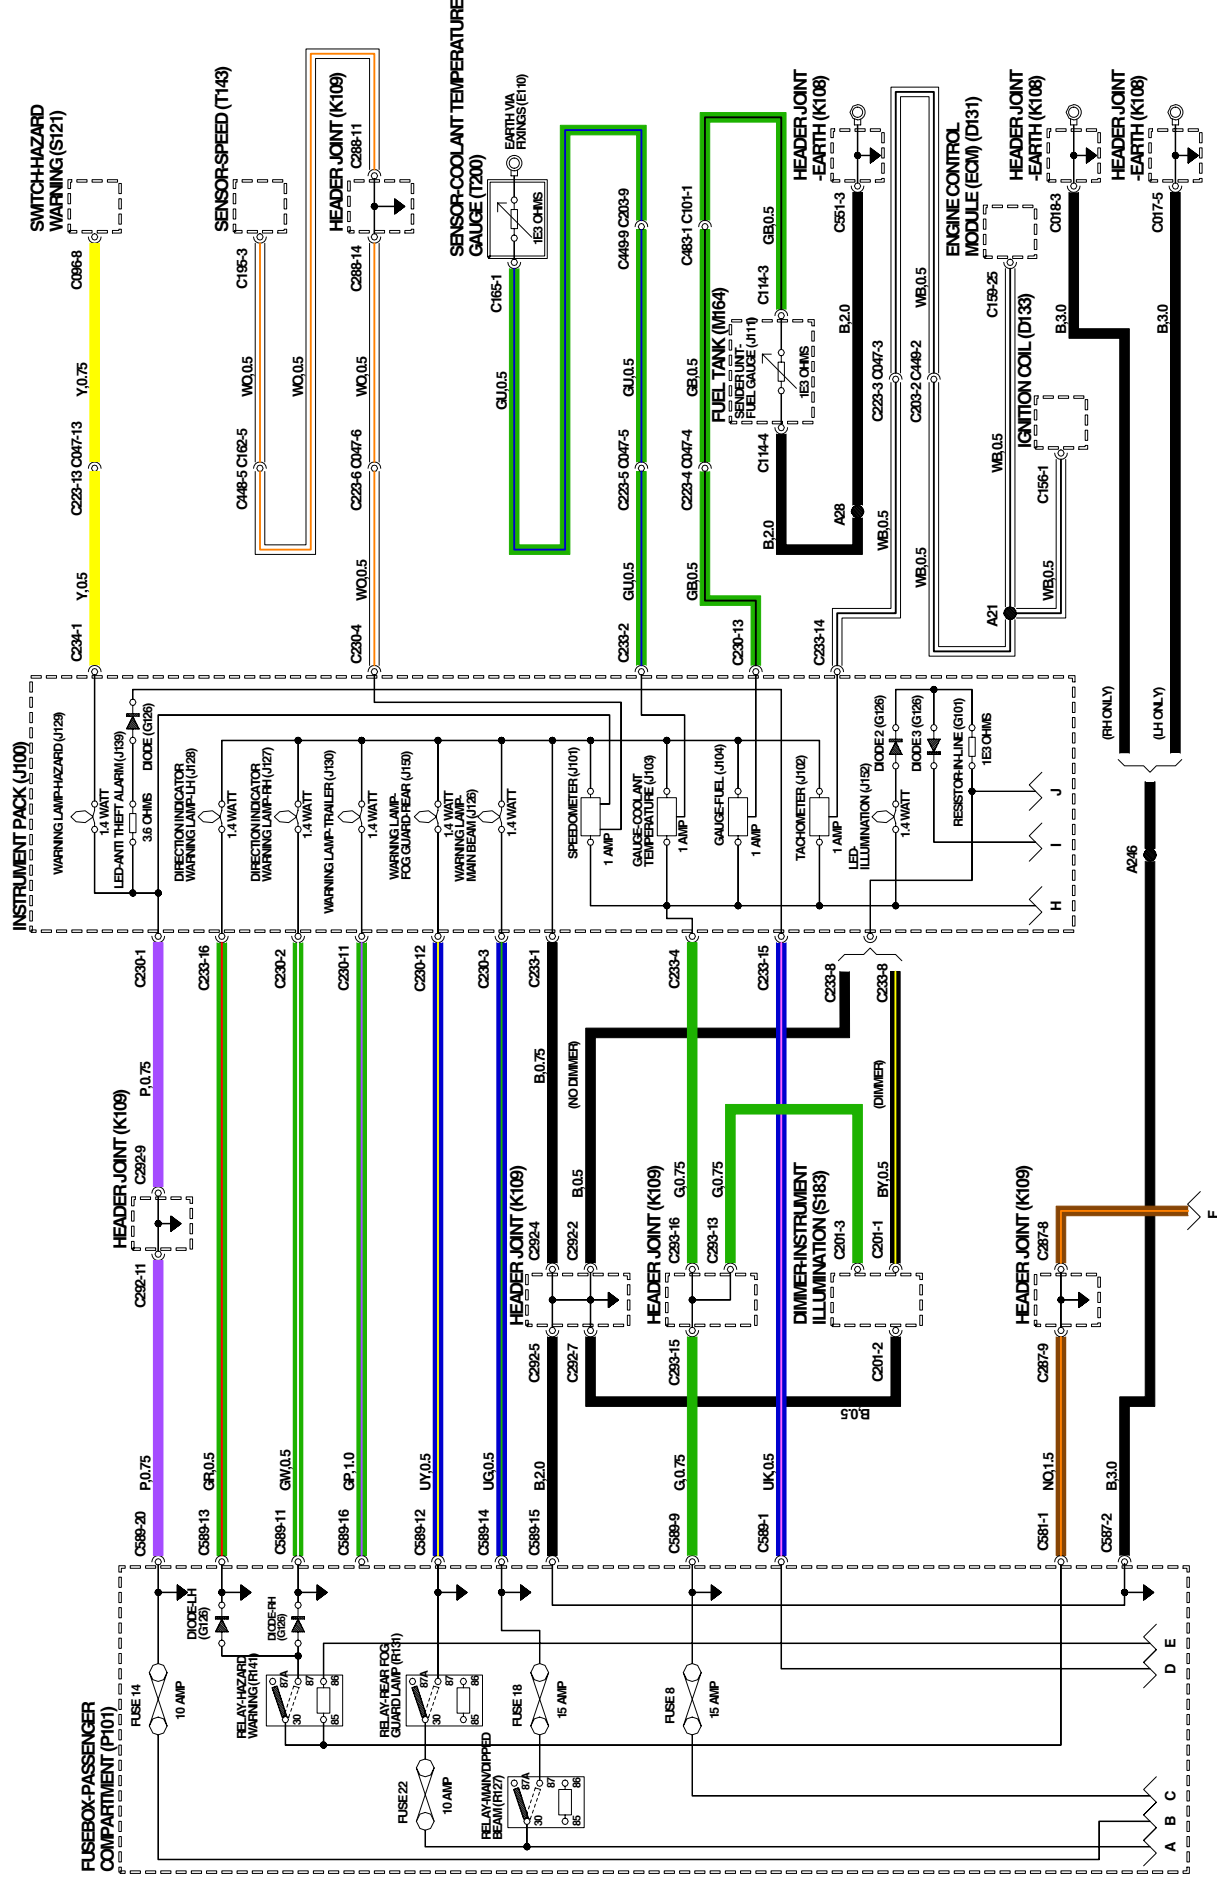 SWITCH-HAZARD
WARNING (S121)
C096-8
Y,0.75
C223-13 C047-13
Y,0.5
C234-1
SENSOR-SPEED (T143)
C195-3
WO,0.5
C448-5 C162-5
WO,0.5
HEADER JOINT (K109)
C288-11
C288-14
WO,0.5
C223-6 C047-6
WO,0.5
C230-4
SENSOR-COOLANT TEMPERATURE
GAUGE (T200)
EARTH VIA
FIXINGS (E110)
1E3 OHMS
C165-1
GU,0.5
C449-9 C203-9
GU,0.5
C223-5 C047-5
GU,0.5
C233-2
C483-1 C101-1
GB,0.5
C114-3
FUEL TANK (M164)
SENDER UNIT-
FUEL GAUGE (J111)
1E3 OHMS
C114-4
GB,0.5
C223-4 C047-4
GB,0.5
C230-13
B,2.0
HEADER JOINT
-EARTH (K108)
C551-3
B,2.0
A28
C223-3 C047-3
WB,0.5
C233-14
WB,0.5
C203-2 C449-2
WB,0.5
ENGINE CONTROL
MODULE (ECM) (D131)
C159-25
WB,0.5
A21
IGNITION COIL (D133)
C156-1
WB,0.5
HEADER JOINT
-EARTH (K108)
C018-3
B,3.0
(RH ONLY)
HEADER JOINT
-EARTH (K108)
C017-5
B,3.0
(LH ONLY)
INSTRUMENT PACK (J100)
WARNING LAMP-HAZARD (J129)
1.4 WATT
LED-ANTI THEFT ALARM (J139)
3.6 OHMS
DIODE (G126)
DIRECTION INDICATOR
WARNING LAMP-LH (J128)
1.4 WATT
DIRECTION INDICATOR
WARNING LAMP-RH (J127)
1.4 WATT
WARNING LAMP-TRAILER (J130)
1.4 WATT
WARNING LAMP-
FOG GUARD-REAR (J150)
1.4 WATT
WARNING LAMP-
MAIN BEAM (J126)
1.4 WATT
SPEEDOMETER (J101)
1 AMP
GAUGE-COOLANT
TEMPERATURE (J103)
1 AMP
GAUGE-FUEL (J104)
1 AMP
TACHOMETER (J102)
1 AMP
LED-
ILLUMINATION (J152)
1.4 WATT
DIODE 2 (G126)
DIODE 3 (G126)
RESISTOR-IN-LINE (G101)
1E3 OHMS
H
I
J
A246
C230-1
P,0.75
HEADER JOINT (K109)
C292-9
C292-11
P,0.75
C589-20
C233-16
GR,0.5
C589-13
C230-2
GW,0.5
C589-11
C230-11
GP,1.0
C589-16
C230-12
UY,0.5
C589-12
C230-3
UG,0.5
C589-14
C233-1
B,0.75
HEADER JOINT (K109)
C292-4
C292-5
B,2.0
C589-15
(NO DIMMER)
B,0.5
C292-2
C292-7
B,0.5
C233-4
G,0.75
HEADER JOINT (K109)
C293-16
C293-15
G,0.75
C589-9
G,0.75
C293-13
C233-15
UK,0.5
C589-1
C233-8
C233-8
(DIMMER)
BY,0.5
DIMMER-INSTRUMENT
ILLUMINATION (S183)
C201-3
C201-1
C201-2
HEADER JOINT (K109)
C287-8
C287-9
NO,1.5
C581-1
F
B,3.0
C587-2
FUSEBOX-PASSENGER
COMPARTMENT (P101)
FUSE 14
10 AMP
DIODE-LH
(G126)
DIODE-RH
(G126)
RELAY-HAZARD
WARNING (R141)
87A
87
86
30
85
RELAY-REAR FOG
GUARD LAMP (R131)
87A
87
86
30
85
FUSE 22
10 AMP
FUSE 18
15 AMP
RELAY-MAIN/DIPPED
BEAM (R127)
87A
87
86
30
85
FUSE 8
15 AMP
A
B
C
D
E